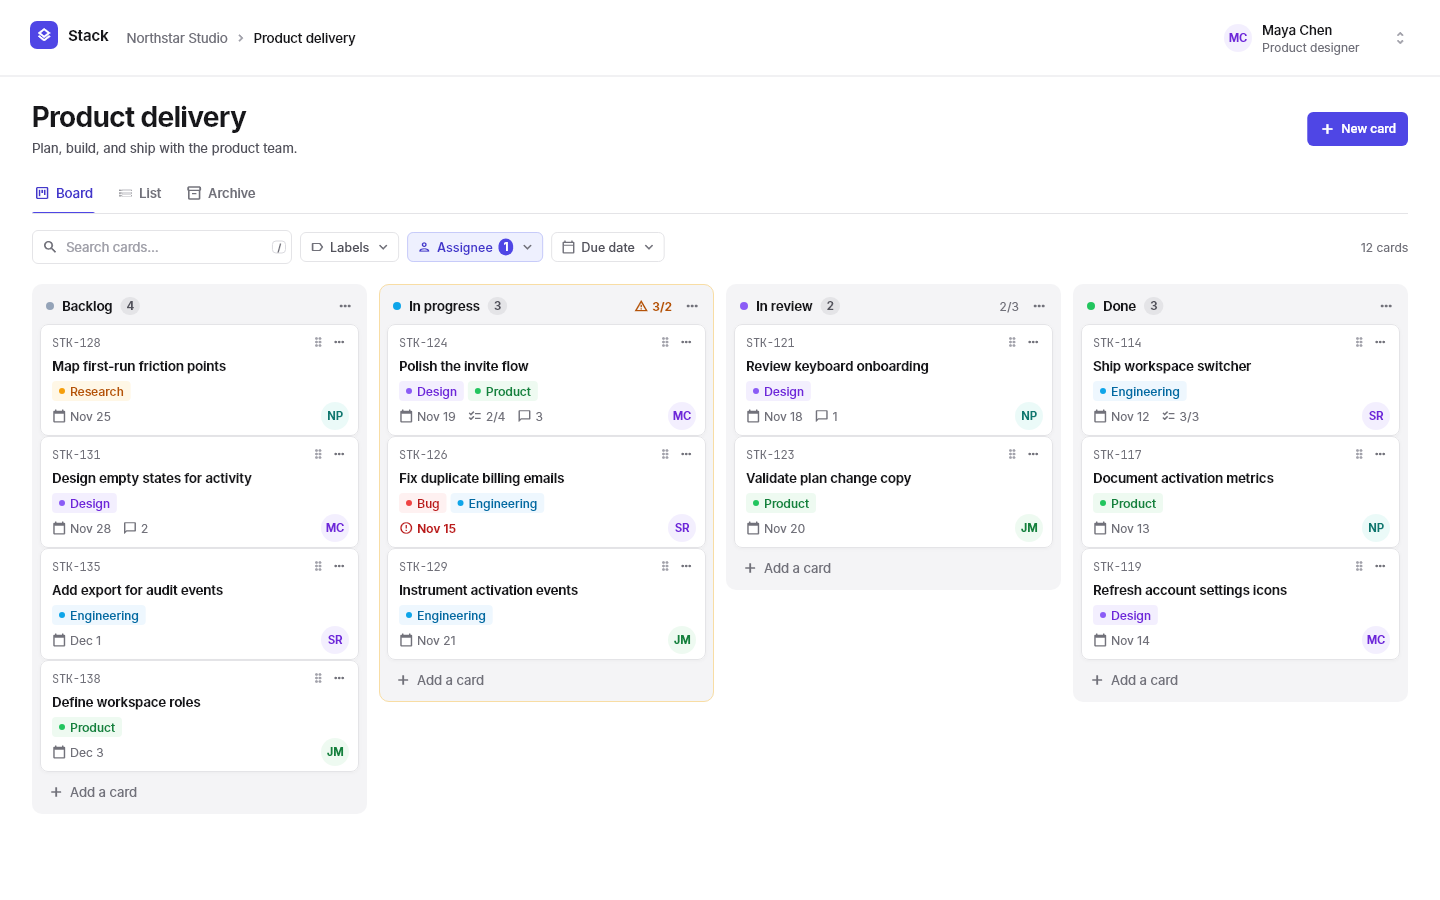 Stack
Northstar Studio > Product delivery
MC
Maya Chen
Product designer
Product delivery
Plan, build, and ship with the product team.
+ New card
Board
List
Archive
Search cards...
/
Labels
Assignee 1
Due date
12 cards
Backlog 4
STK-128
Map first-run friction points
Research
Nov 25
NP
STK-131
Design empty states for activity
Design
Nov 28 2
MC
STK-135
Add export for audit events
Engineering
Dec 1
SR
STK-138
Define workspace roles
Product
Dec 3
JM
+ Add a card
In progress 3
3/2
STK-124
Polish the invite flow
Design Product
Nov 19 2/4 3
MC
STK-126
Fix duplicate billing emails
Bug Engineering
Nov 15
SR
STK-129
Instrument activation events
Engineering
Nov 21
JM
+ Add a card
In review 2
2/3
STK-121
Review keyboard onboarding
Design
Nov 18 1
NP
STK-123
Validate plan change copy
Product
Nov 20
JM
+ Add a card
Done 3
STK-114
Ship workspace switcher
Engineering
Nov 12 3/3
SR
STK-117
Document activation metrics
Product
Nov 13
NP
STK-119
Refresh account settings icons
Design
Nov 14
MC
+ Add a card